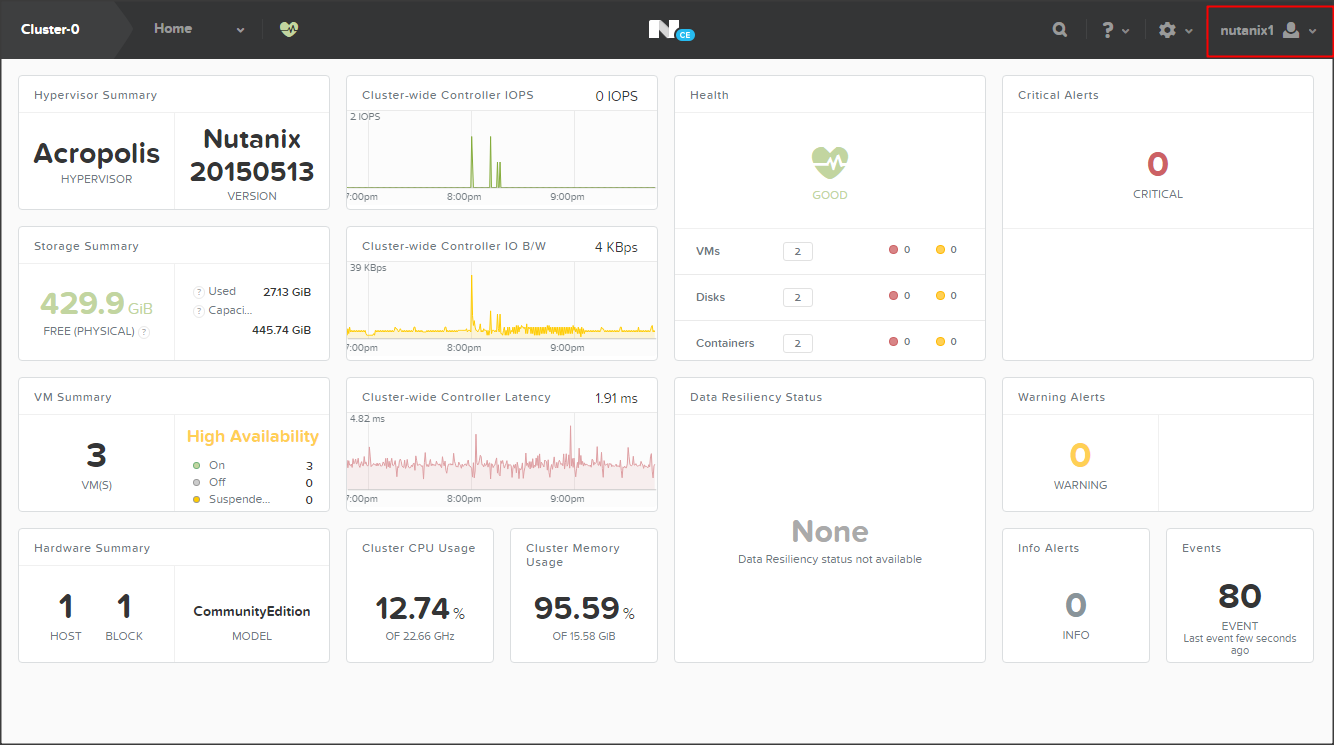 Cluster-0
Home
N CE
?
nutanix1
Hypervisor Summary
Acropolis
HYPERVISOR
Nutanix
20150513
VERSION
Storage Summary
429.9 GiB
FREE (PHYSICAL) ?
? Used 27.13 GiB
? Capaci...
445.74 GiB
VM Summary
3
VM(S)
High Availability
On 3
Off 0
Suspende... 0
Hardware Summary
1
HOST
1
BLOCK
CommunityEdition
MODEL
Cluster-wide Controller IOPS 0 IOPS
2 IOPS
7:00pm 8:00pm 9:00pm
Cluster-wide Controller IO B/W 4 KBps
39 KBps
7:00pm 8:00pm 9:00pm
Cluster-wide Controller Latency 1.91 ms
4.82 ms
7:00pm 8:00pm 9:00pm
Cluster CPU Usage
12.74 %
OF 22.66 GHz
Cluster Memory
Usage
95.59 %
OF 15.58 GiB
Health
GOOD
VMs 2 0 0
Disks 2 0 0
Containers 2 0 0
Data Resiliency Status
None
Data Resiliency status not available
Critical Alerts
0
CRITICAL
Warning Alerts
0
WARNING
Info Alerts
0
INFO
Events
80
EVENT
Last event few seconds
ago